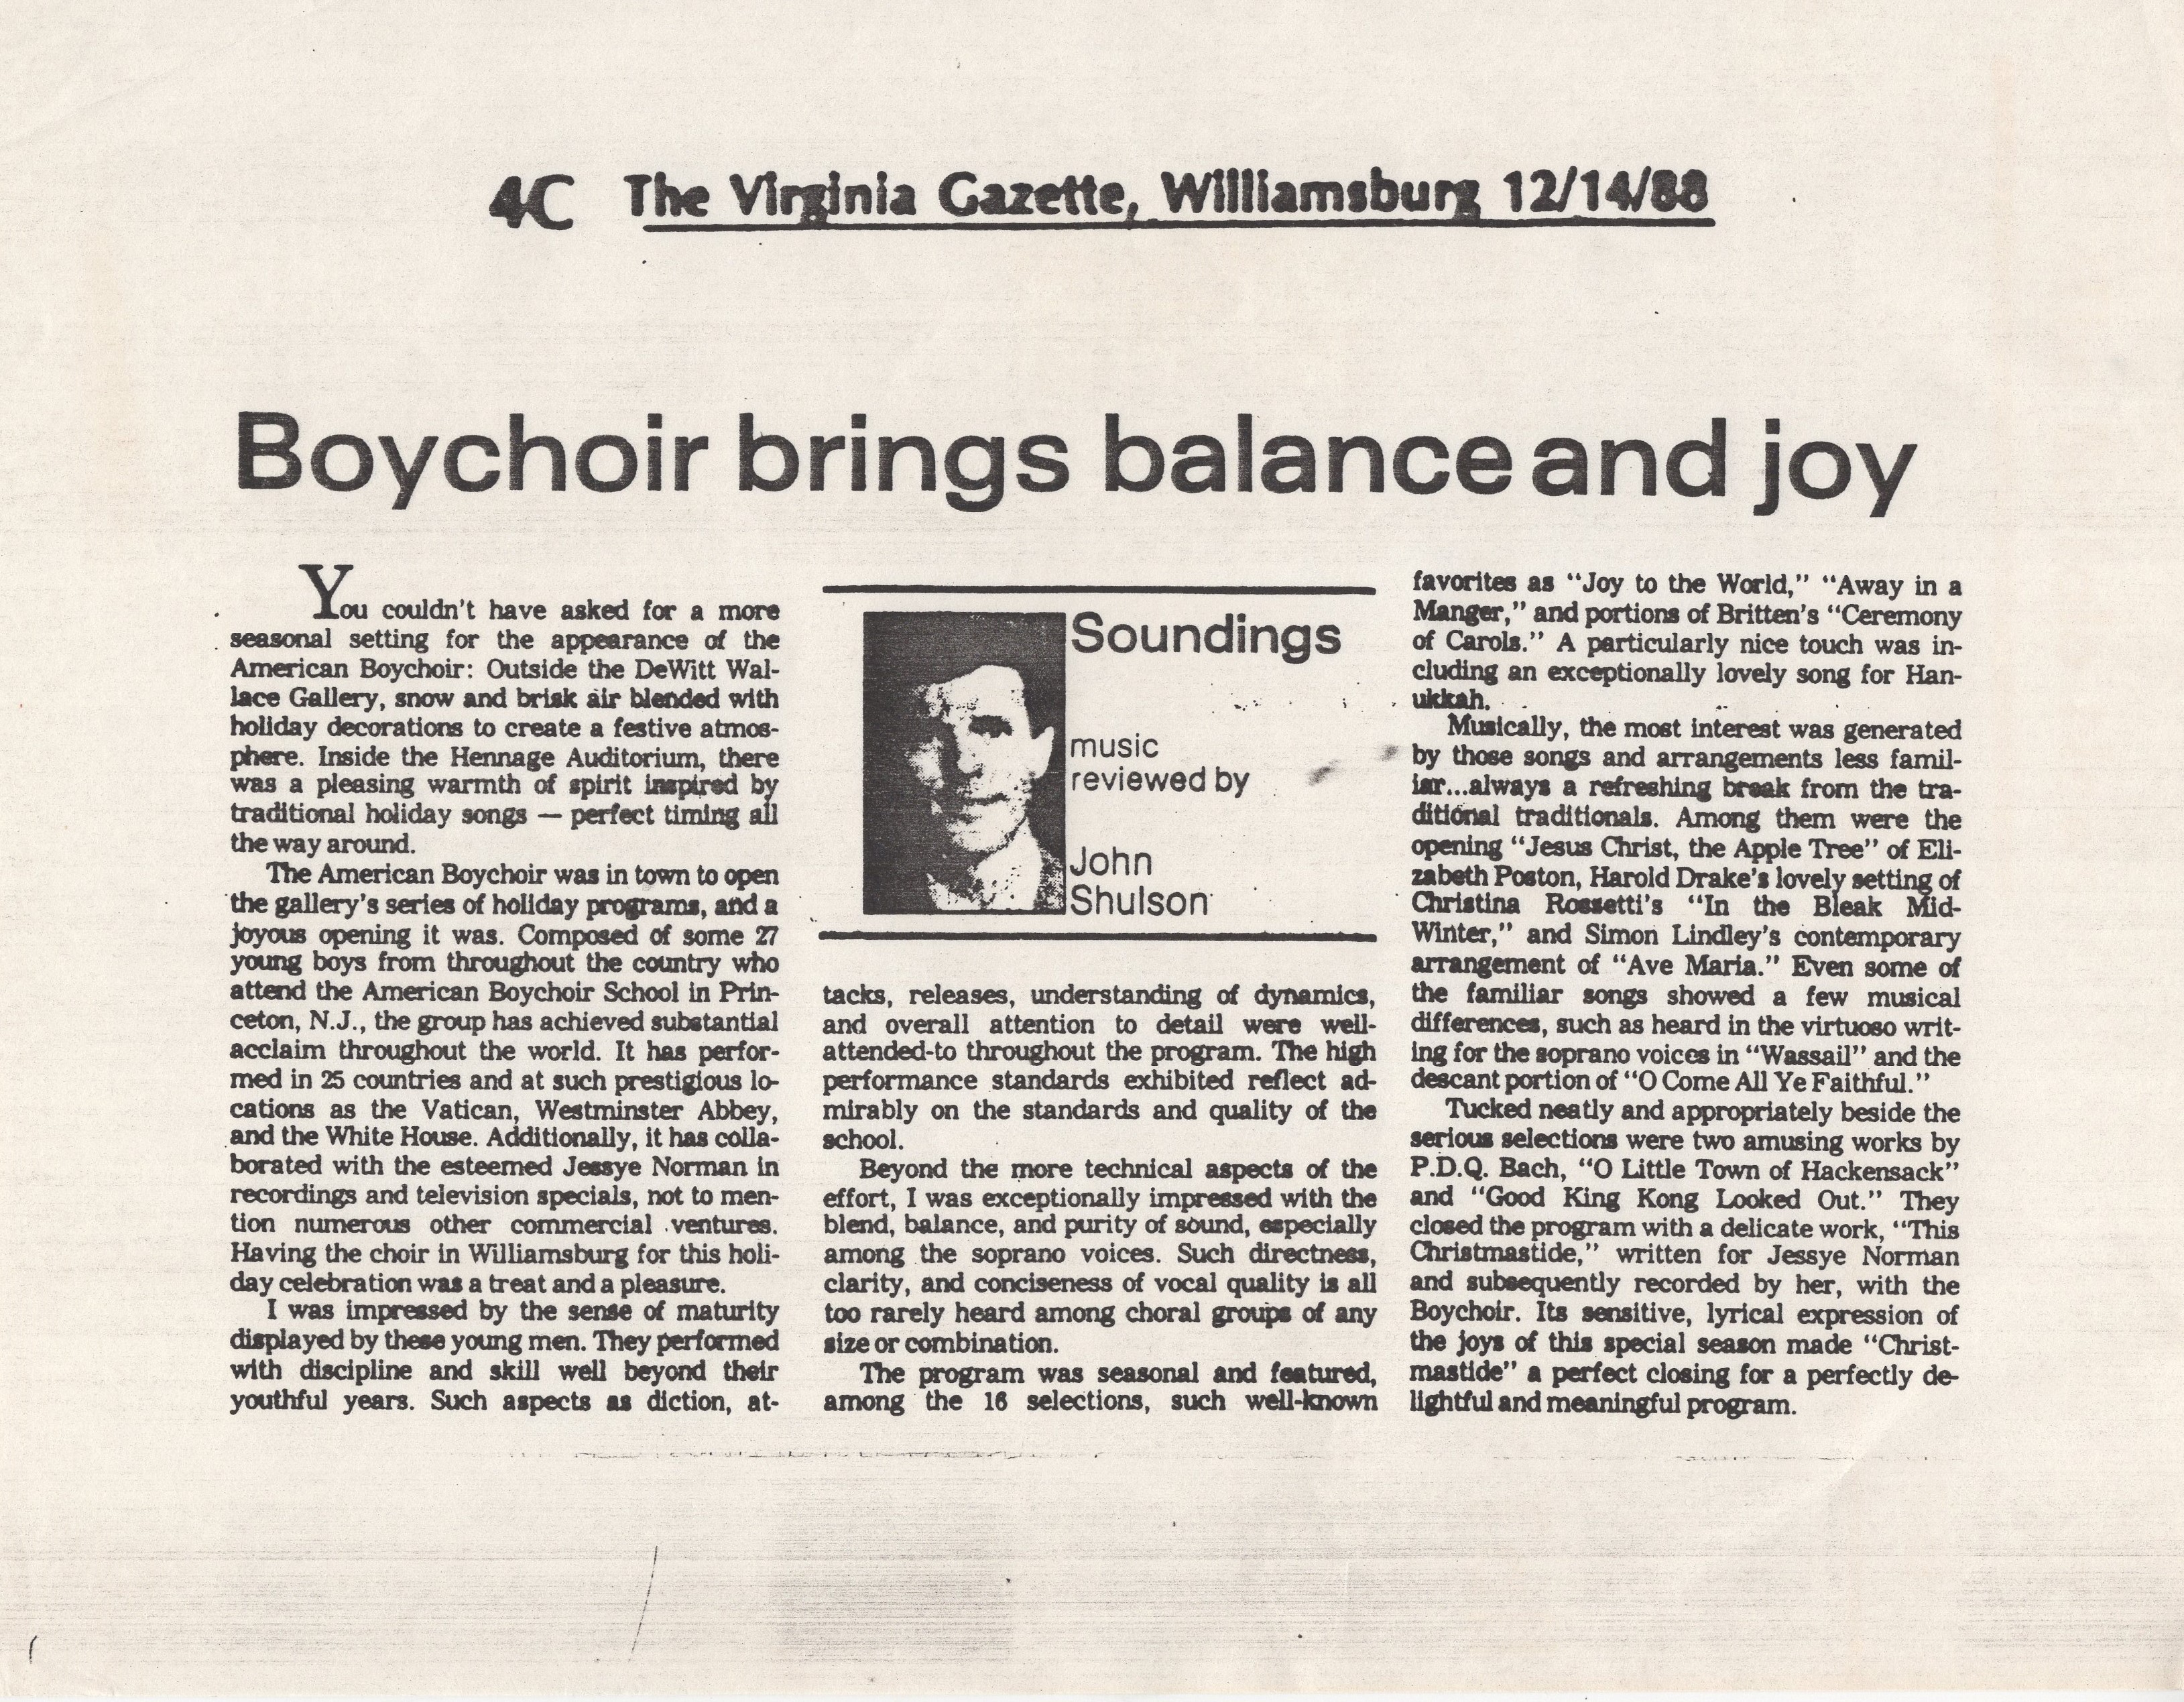 4C The Virginia Gazette, Williamsburg 12/14/88
Boychoir brings balance and joy
You couldn't have asked for a more
seasonal setting for the appearance of the
American Boychoir: Outside the DeWitt Wal-
lace Gallery, snow and brisk air blended with
holiday decorations to create a festive atmos-
phere. Inside the Hennage Auditorium, there
was a pleasing warmth of spirit inspired by
traditional holiday songs — perfect timing all
the way around.
The American Boychoir was in town to open
the gallery's series of holiday programs, and a
joyous opening it was. Composed of some 27
young boys from throughout the country who
attend the American Boychoir School in Prin-
ceton, N.J., the group has achieved substantial
acclaim throughout the world. It has perfor-
med in 25 countries and at such prestigious lo-
cations as the Vatican, Westminster Abbey,
and the White House. Additionally, it has colla-
borated with the esteemed Jessye Norman in
recordings and television specials, not to men-
tion numerous other commercial ventures.
Having the choir in Williamsburg for this holi-
day celebration was a treat and a pleasure.
I was impressed by the sense of maturity
displayed by these young men. They performed
with discipline and skill well beyond their
youthful years. Such aspects as diction, at-
Soundings
music
reviewed by
John
Shulson
tacks, releases, understanding of dynamics,
and overall attention to detail were well-
attended-to throughout the program. The high
performance standards exhibited reflect ad-
mirably on the standards and quality of the
school.
Beyond the more technical aspects of the
effort, I was exceptionally impressed with the
blend, balance, and purity of sound, especially
among the soprano voices. Such directness,
clarity, and conciseness of vocal quality is all
too rarely heard among choral groups of any
size or combination.
The program was seasonal and featured,
among the 16 selections, such well-known
favorites as "Joy to the World," "Away in a
Manger," and portions of Britten's "Ceremony
of Carols." A particularly nice touch was in-
cluding an exceptionally lovely song for Han-
ukkah.
Musically, the most interest was generated
by those songs and arrangements less famil-
iar...always a refreshing break from the tra-
ditional traditionals. Among them were the
opening "Jesus Christ, the Apple Tree" of Eli-
zabeth Poston, Harold Drake's lovely setting of
Christina Rossetti's "In the Bleak Mid-
Winter," and Simon Lindley's contemporary
arrangement of "Ave Maria." Even some of
the familiar songs showed a few musical
differences, such as heard in the virtuoso writ-
ing for the soprano voices in "Wassail" and the
descant portion of "O Come All Ye Faithful."
Tucked neatly and appropriately beside the
serious selections were two amusing works by
P.D.Q. Bach, "O Little Town of Hackensack"
and "Good King Kong Looked Out." They
closed the program with a delicate work, "This
Christmastide," written for Jessye Norman
and subsequently recorded by her, with the
Boychoir. Its sensitive, lyrical expression of
the joys of this special season made "Christ-
mastide" a perfect closing for a perfectly de-
lightful and meaningful program.